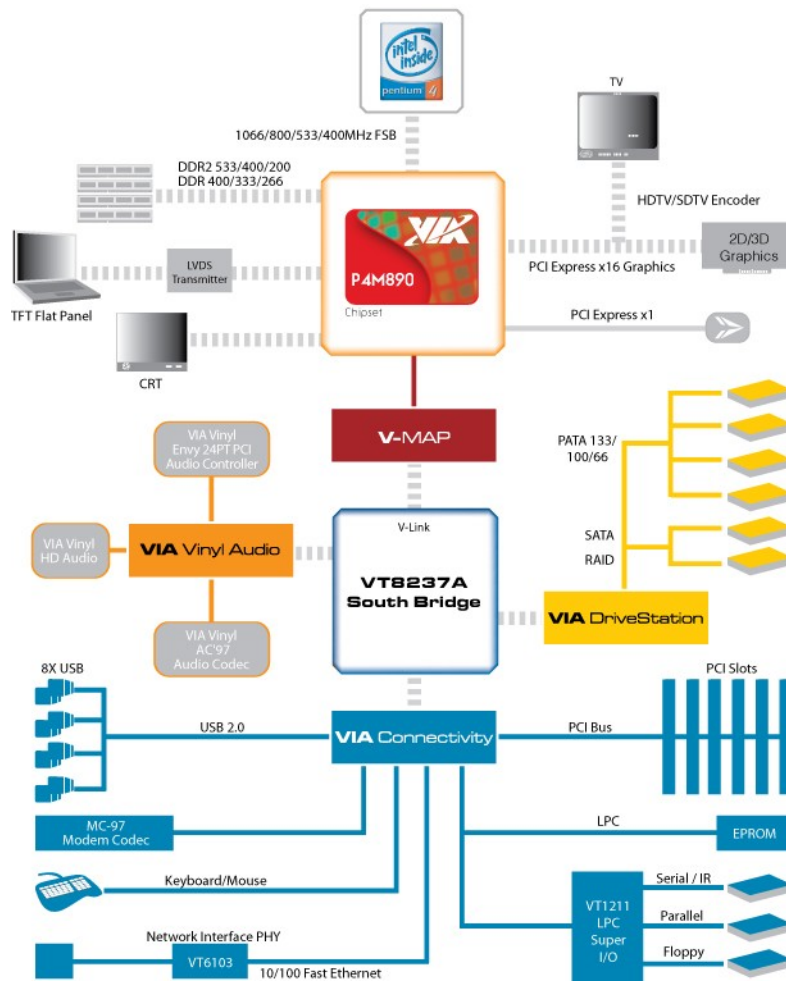 intel
inside
pentium 4
TV
1066/800/533/400MHz FSB
DDR2 533/400/200
DDR 400/333/266
HDTV/SDTV Encoder
VIA
P4M890
Chipset
2D/3D
Graphics
LVDS
Transmitter
PCI Express x16 Graphics
TFT Flat Panel
PCI Express x1
CRT
V-MAP
VIA Vinyl
Envy 24PT PCI
Audio Controller
PATA 133/
100/66
V-Link
VIA Vinyl
HD Audio
VIA Vinyl Audio
SATA
RAID
VT8237A
South Bridge
VIA DriveStation
VIA Vinyl
AC'97
Audio Codec
8X USB
PCI Slots
USB 2.0
VIA Connectivity
PCI Bus
MC-97
Modem Codec
LPC
EPROM
Keyboard/Mouse
Serial / IR
VT1211
LPC
Super
I/O
Parallel
Floppy
Network Interface PHY
VT6103
10/100 Fast Ethernet